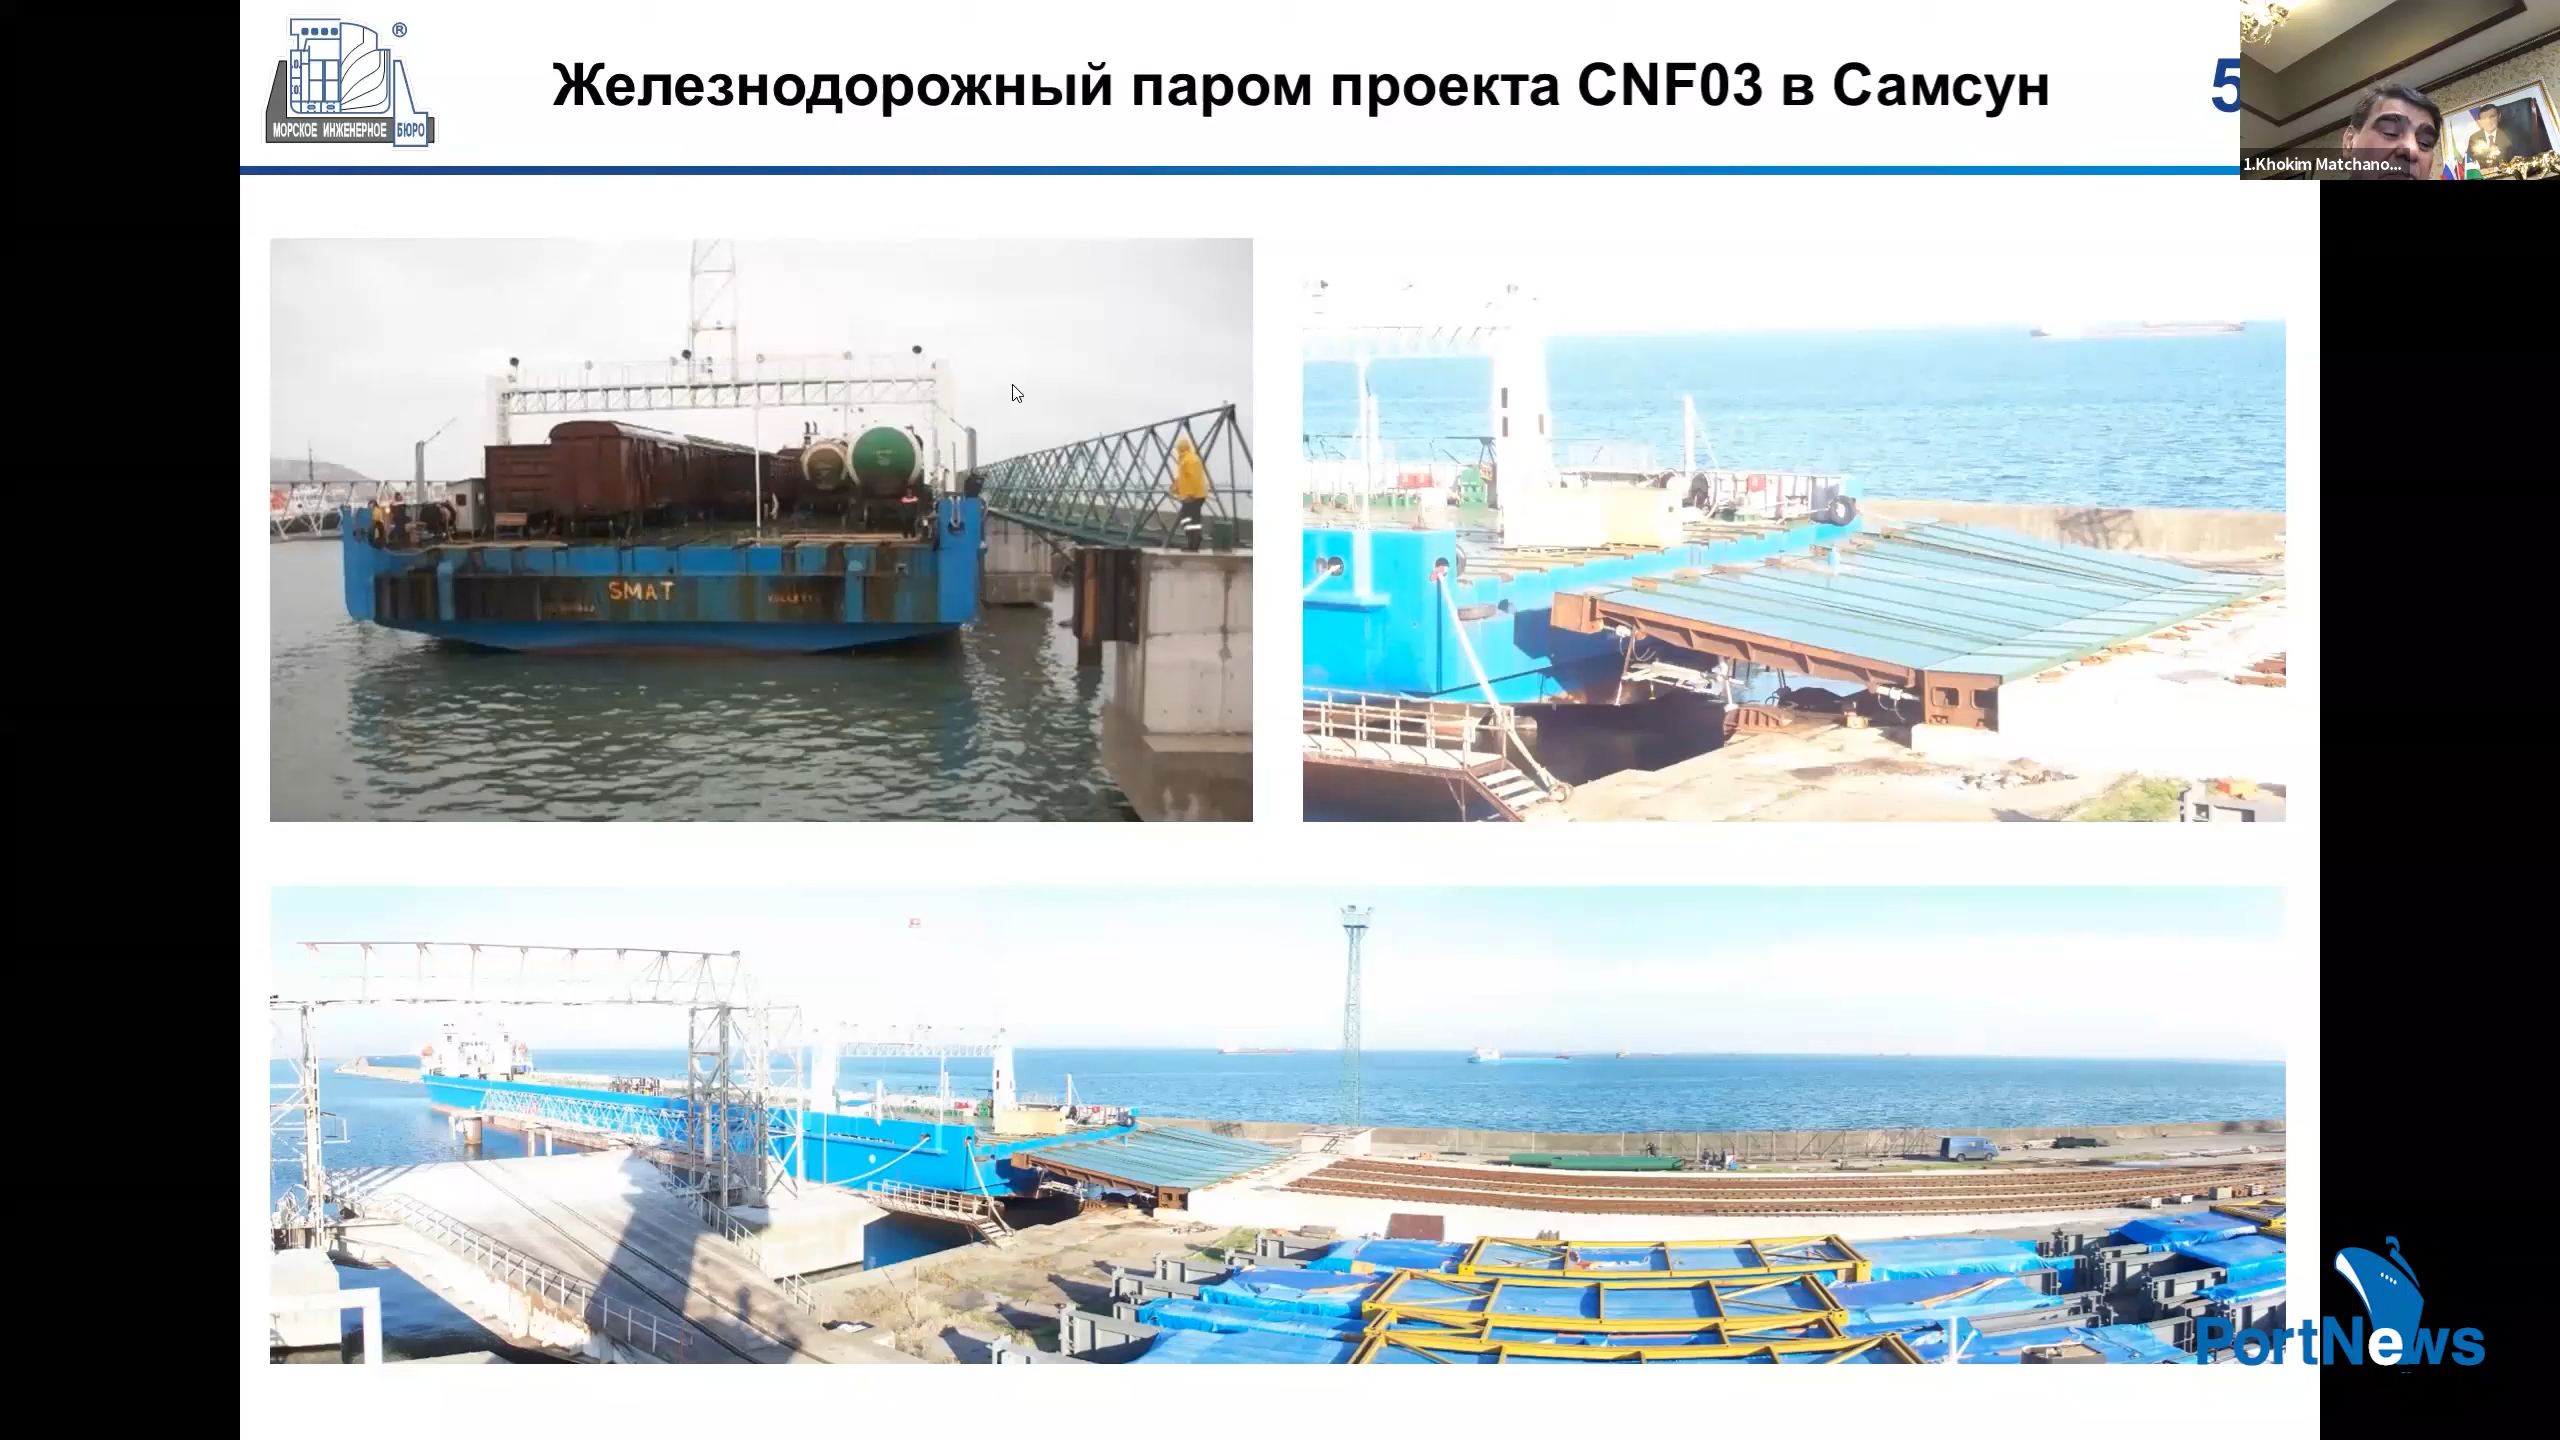 ®
МОРСКОЕ ИНЖЕНЕРНОЕ БЮРО
Железнодорожный паром проекта CNF03 в Самсун
5
1.Khokim Matchano...
SMAT
PortNews